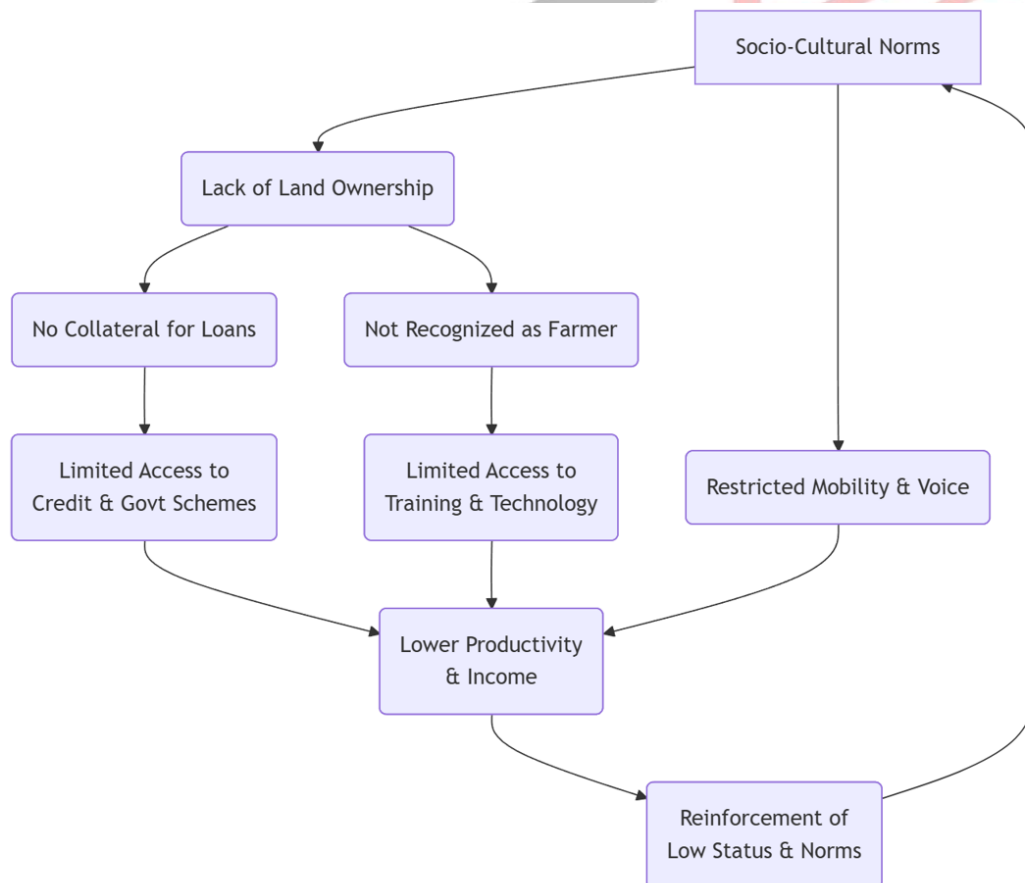 Socio-Cultural Norms
Lack of Land Ownership
No Collateral for Loans
Not Recognized as Farmer
Limited Access to
Credit & Govt Schemes
Limited Access to
Training & Technology
Restricted Mobility & Voice
Lower Productivity
& Income
Reinforcement of
Low Status & Norms